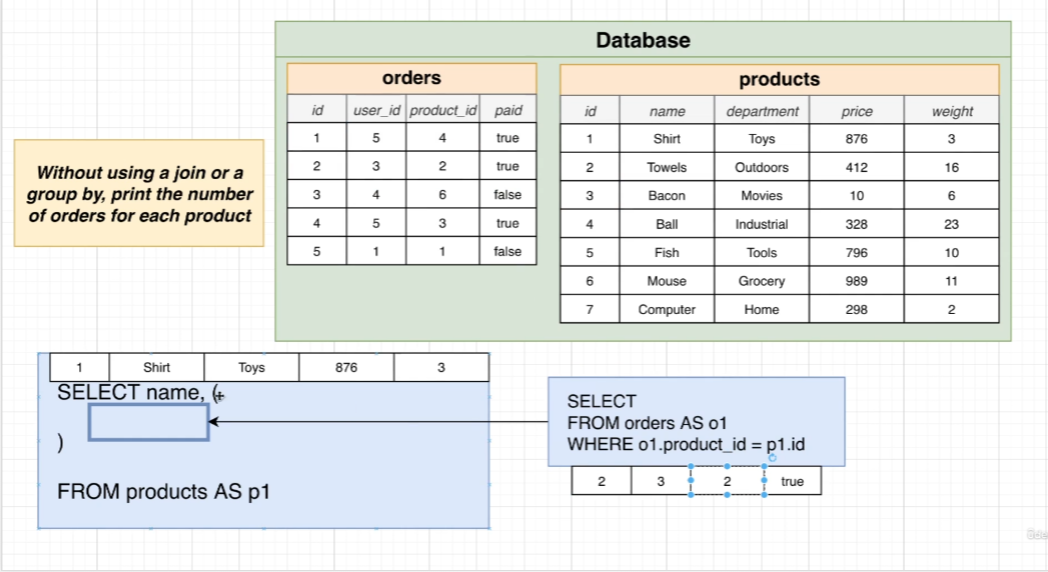 Database
orders
id user_id product_id paid
1 5 4 true
2 3 2 true
3 4 6 false
4 5 3 true
5 1 1 false
products
id name department price weight
1 Shirt Toys 876 3
2 Towels Outdoors 412 16
3 Bacon Movies 10 6
4 Ball Industrial 328 23
5 Fish Tools 796 10
6 Mouse Grocery 989 11
7 Computer Home 298 2
Without using a join or a
group by, print the number
of orders for each product
1 Shirt Toys 876 3
SELECT name, (
)
FROM products AS p1
SELECT
FROM orders AS o1
WHERE o1.product_id = p1.id
2 3 2 true